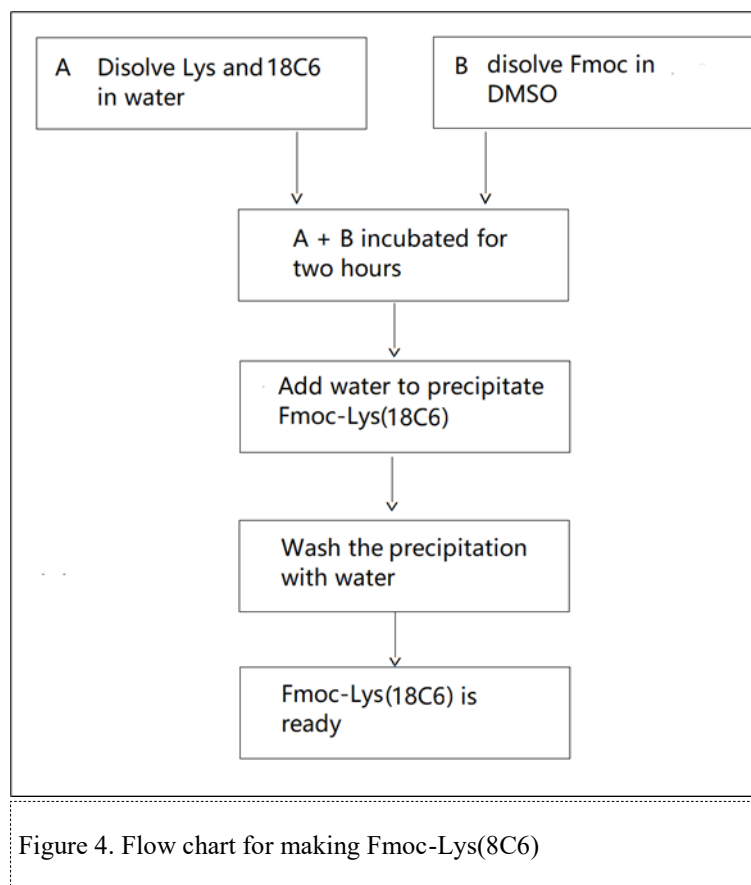 A Disolve Lys and 18C6
in water
B disolve Fmoc in
DMSO
A + B incubated for
two hours
Add water to precipitate
Fmoc-Lys(18C6)
Wash the precipitation
with water
Fmoc-Lys(18C6) is
ready
Figure 4. Flow chart for making Fmoc-Lys(8C6)